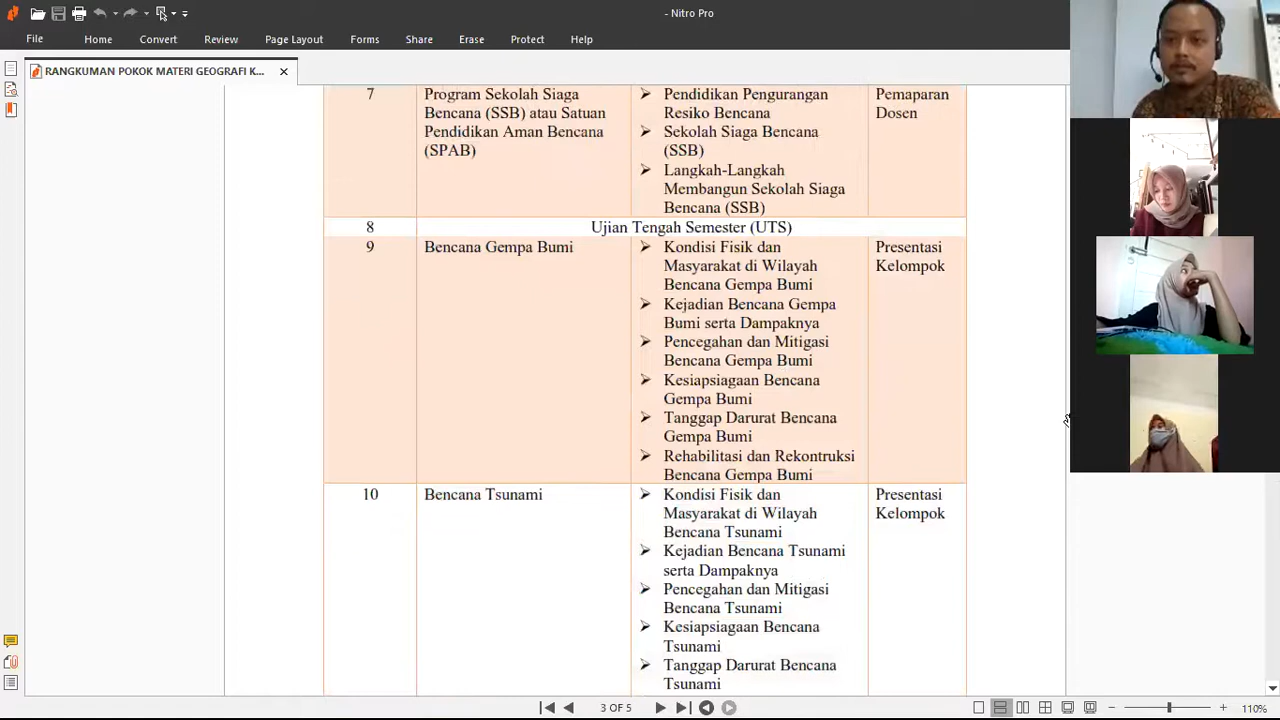 - Nitro Pro
File Home Convert Review Page Layout Forms Share Erase Protect Help
RANGKUMAN POKOK MATERI GEOGRAFI K...
7
Program Sekolah Siaga
Bencana (SSB) atau Satuan
Pendidikan Aman Bencana
(SPAB)
➢ Pendidikan Pengurangan
Resiko Bencana
➢ Sekolah Siaga Bencana
(SSB)
➢ Langkah-Langkah
Membangun Sekolah Siaga
Bencana (SSB)
Pemaparan
Dosen
8
Ujian Tengah Semester (UTS)
9
Bencana Gempa Bumi
➢ Kondisi Fisik dan
Masyarakat di Wilayah
Bencana Gempa Bumi
➢ Kejadian Bencana Gempa
Bumi serta Dampaknya
➢ Pencegahan dan Mitigasi
Bencana Gempa Bumi
➢ Kesiapsiagaan Bencana
Gempa Bumi
➢ Tanggap Darurat Bencana
Gempa Bumi
➢ Rehabilitasi dan Rekontruksi
Bencana Gempa Bumi
Presentasi
Kelompok
10
Bencana Tsunami
➢ Kondisi Fisik dan
Masyarakat di Wilayah
Bencana Tsunami
➢ Kejadian Bencana Tsunami
serta Dampaknya
➢ Pencegahan dan Mitigasi
Bencana Tsunami
➢ Kesiapsiagaan Bencana
Tsunami
➢ Tanggap Darurat Bencana
Tsunami
Presentasi
Kelompok
3 OF 5
110%